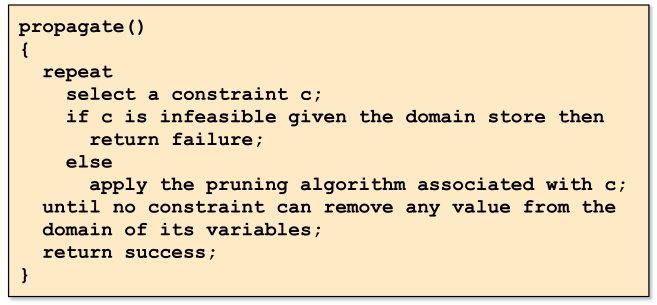 propagate()
{
  repeat
    select a constraint c;
    if c is infeasible given the domain store then
      return failure;
    else
      apply the pruning algorithm associated with c;
  until no constraint can remove any value from the
  domain of its variables;
  return success;
}